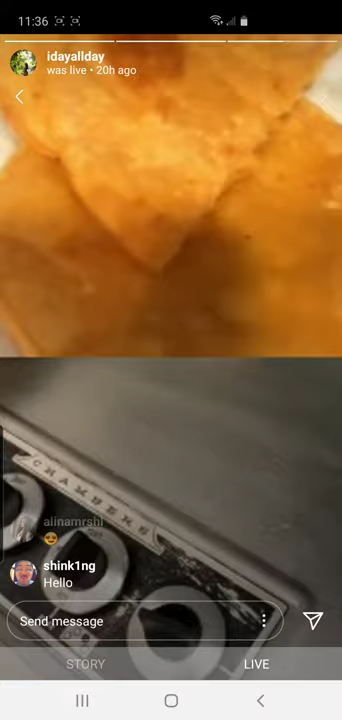 11:36
idayallday
was live • 20h ago
CHAMBERS
alinamrshl
😍
shink1ng
Hello
Send message
STORY
LIVE